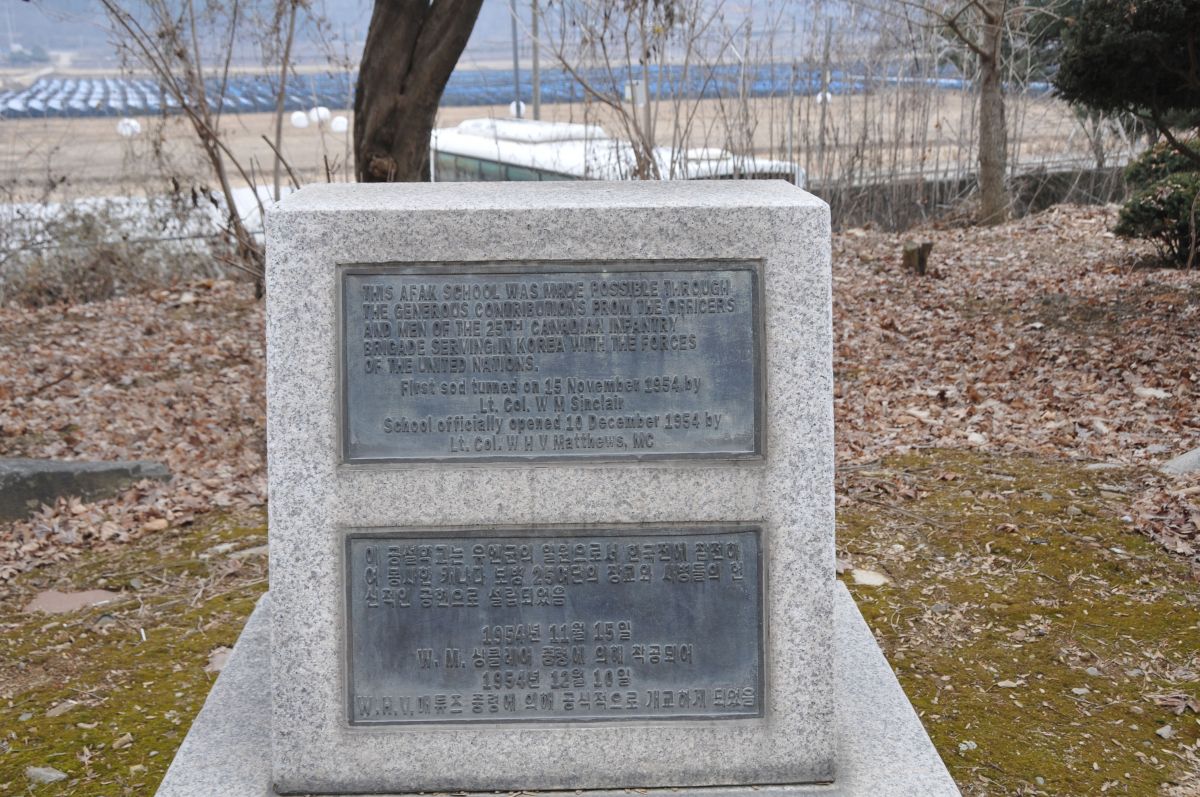 THIS AFAK SCHOOL WAS MADE POSSIBLE THROUGH
THE GENEROUS CONTRIBUTIONS FROM THE OFFICERS
AND MEN OF THE 25TH CANADIAN INFANTRY
BRIGADE SERVING IN KOREA WITH THE FORCES
OF THE UNITED NATIONS.
First sod turned on 15 November 1954 by
Lt. Col. W M Sinclair
School officially opened 10 December 1954 by
Lt. Col. W H V Matthews, MC
이 공설학교는 유엔군의 일원으로서 한국전에 참전하
여 봉사한 캐나다 보병 25여단의 장교와 사병들의 헌
신적인 공헌으로 설립되었음
1954년 11월 15일
W. M. 싱클레어 중령에 의해 착공되어
1954년 12월 10일
W.H.V. 매튜즈 중령에 의해 공식적으로 개교하게 되었음